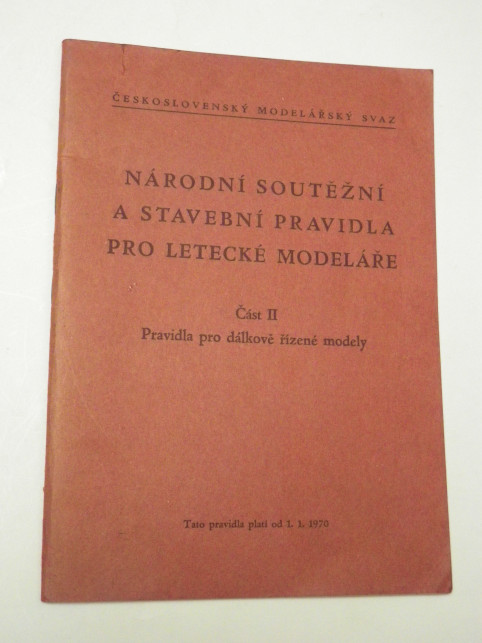 ČESKOSLOVENSKÝ MODELÁŘSKÝ SVAZ
NÁRODNÍ SOUTĚŽNÍ
A STAVEBNÍ PRAVIDLA
PRO LETECKÉ MODELÁŘE
Část II
Pravidla pro dálkově řízené modely
Tato pravidla platí od 1. 1. 1970